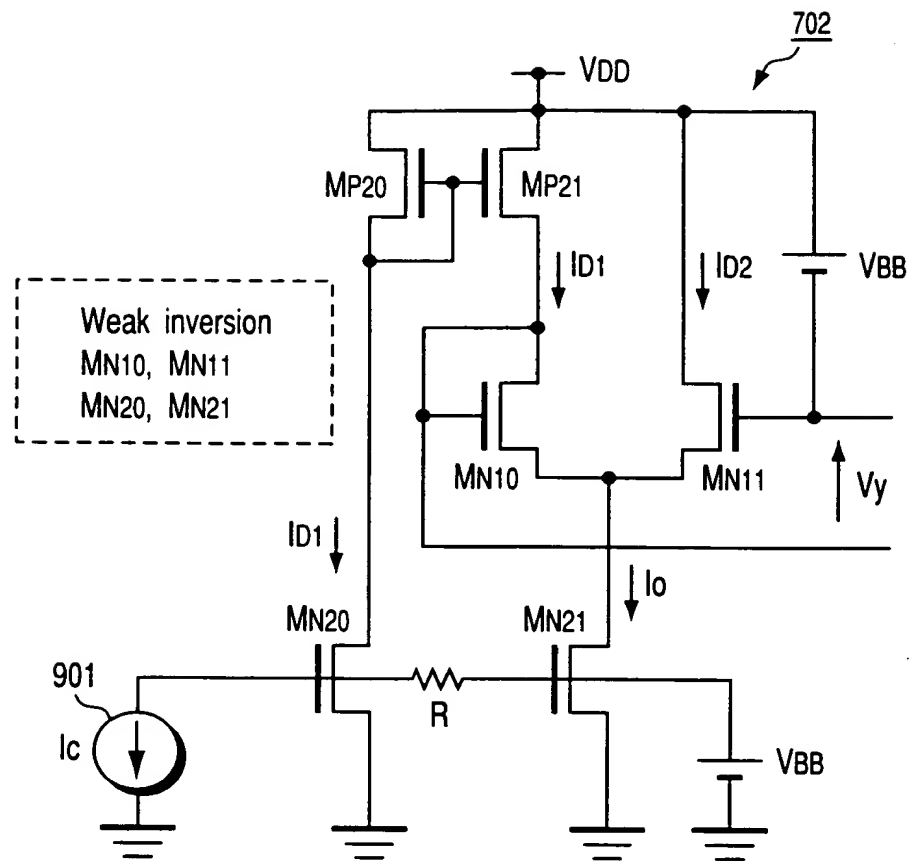 702
VDD
MP20
MP21
ID1
ID2
VBB
Weak inversion
MN10, MN11
MN20, MN21
MN10
MN11
Vy
ID1
Io
MN20
MN21
901
Ic
R
VBB